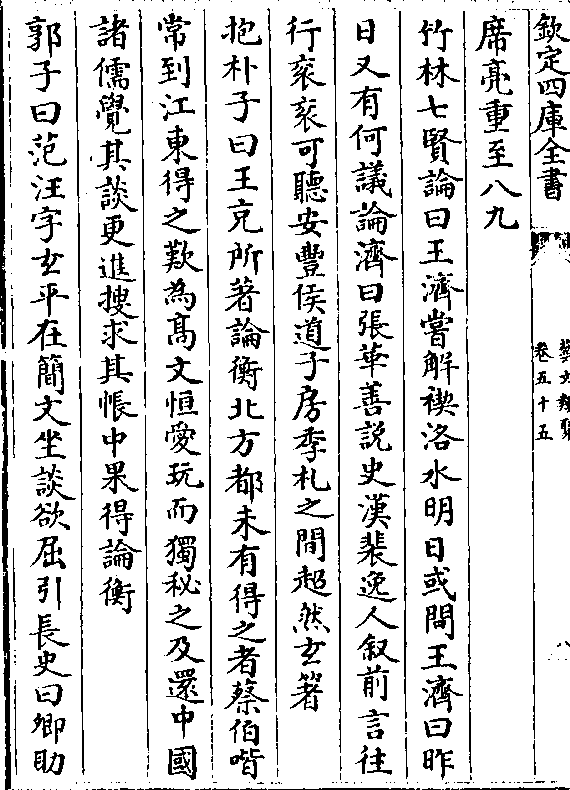 欽定四庫全書
藝文類聚
卷五十五
八
席亮重至八九
竹林七賢論曰王濟嘗解禊洛水明日或問王濟曰昨
日又有何議論濟曰張華善説史漢裴逸人叙前言往
行衮衮可聽安豐侯道子房季札之間超然玄箸
抱朴子曰王充所著論衡北方都未有得之者蔡伯喈
常到江東得之歎為髙文恒愛玩而獨秘之及還中國
諸儒覺其談更進搜求其帳中果得論衡
郭子曰范汪字玄平在簡文坐談欲屈引長史曰卿助